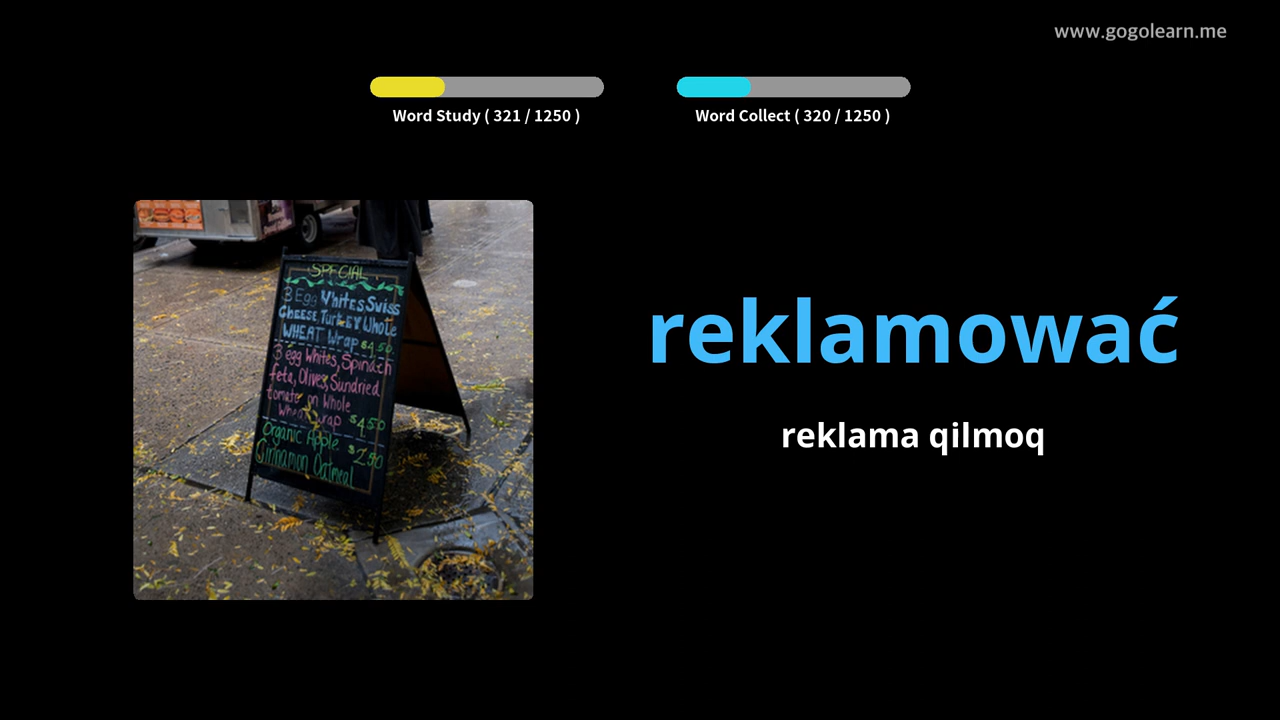 www.gogolearn.me
Word Study ( 321 / 1250 )
Word Collect ( 320 / 1250 )
SPECIAL
3 Egg Whites, Swiss
Cheese, Turkey Whole
WHEAT Wrap $4.50
3 egg Whites, Spinach
feta, Olives, Sundried
tomato on Whole
Wheat Wrap $4.50
Organic Apple
Cinnamon Oatmeal $2.50
reklamować
reklama qilmoq